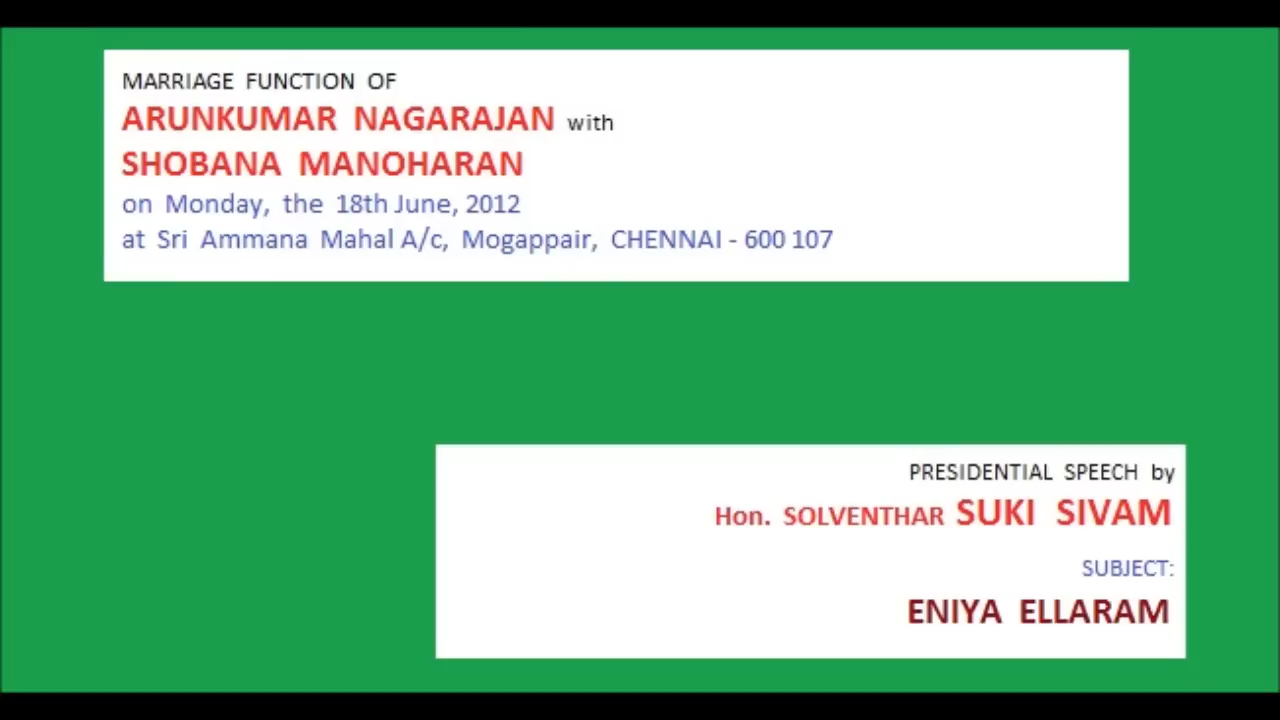 MARRIAGE FUNCTION OF
ARUNKUMAR NAGARAJAN with
SHOBANA MANOHARAN
on Monday, the 18th June, 2012
at Sri Ammana Mahal A/c, Mogappair, CHENNAI - 600 107
PRESIDENTIAL SPEECH by
Hon. SOLVENTHAR SUKI SIVAM
SUBJECT:
ENIYA ELLARAM